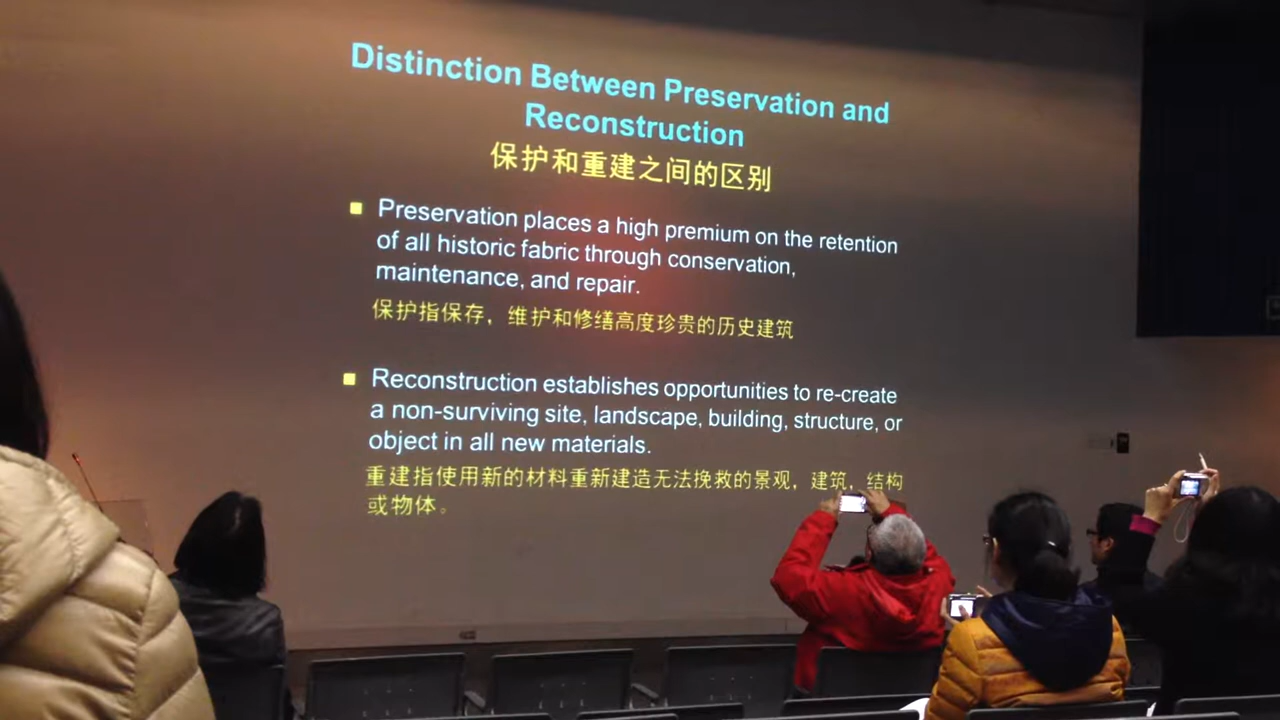 Distinction Between Preservation and
Reconstruction
保护和重建之间的区别
Preservation places a high premium on the retention
of all historic fabric through conservation,
maintenance, and repair.
保护指保存，维护和修缮高度珍贵的历史建筑
Reconstruction establishes opportunities to re-create
a non-surviving site, landscape, building, structure, or
object in all new materials.
重建指使用新的材料重新建造无法挽救的景观，建筑，结构
或物体。